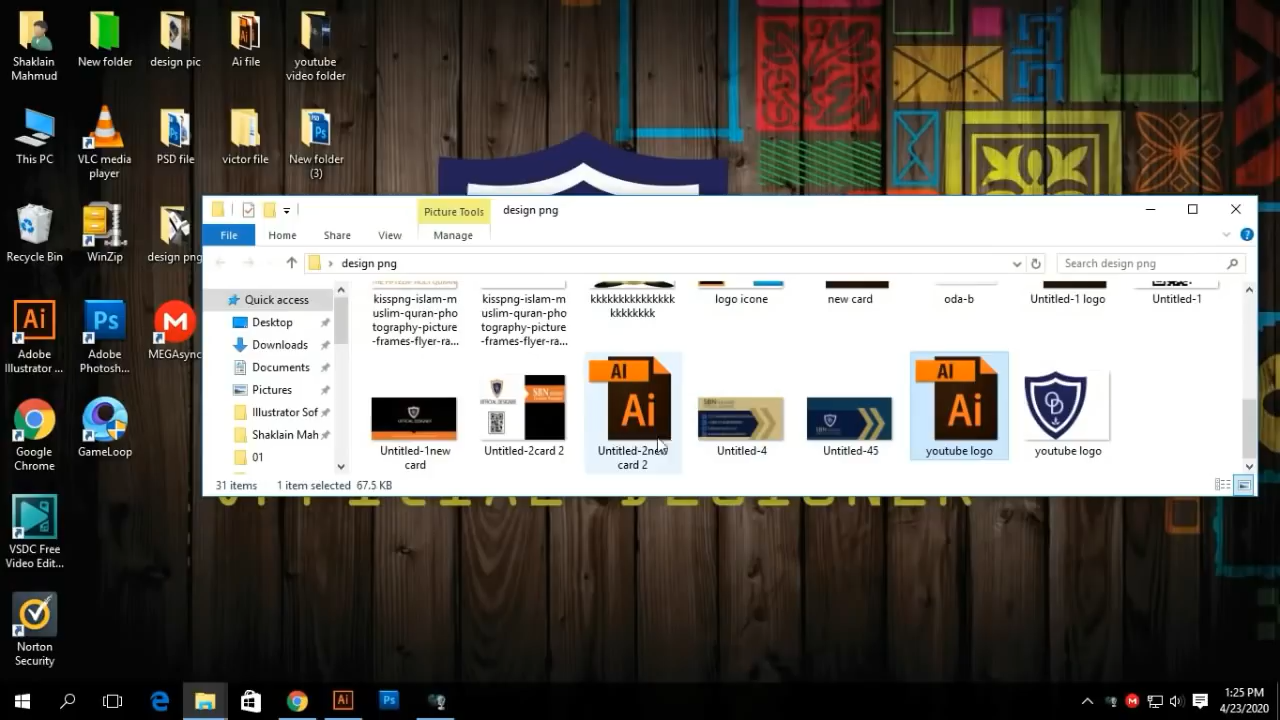 Shaklain
Mahmud
New folder
design pic
Ai file
youtube
video folder
This PC
VLC media
player
PSD file
victor file
New folder
(3)
Recycle Bin
WinZip
design png
Adobe
Illustrator ...
Adobe
Photosh...
MEGAsync
Google
Chrome
GameLoop
VSDC Free
Video Edit...
Norton
Security
Picture Tools
design png
File
Home
Share
View
Manage
design png
Search design png
Quick access
Desktop
Downloads
Documents
Pictures
Illustrator Sof
Shaklain Mah
01
kisspng-islam-m
uslim-quran-pho
tography-picture
-frames-flyer-ra...
kisspng-islam-m
uslim-quran-pho
tography-picture
-frames-flyer-ra...
kkkkkkkkkkkkkkk
kkkkkkkk
logo icone
new card
oda-b
Untitled-1 logo
Untitled-1
Untitled-1new
card
Untitled-2card 2
AI
Ai
Untitled-2new
card 2
Untitled-4
Untitled-45
AI
Ai
youtube logo
youtube logo
31 items
1 item selected 67.5 KB
1:25 PM
4/23/2020